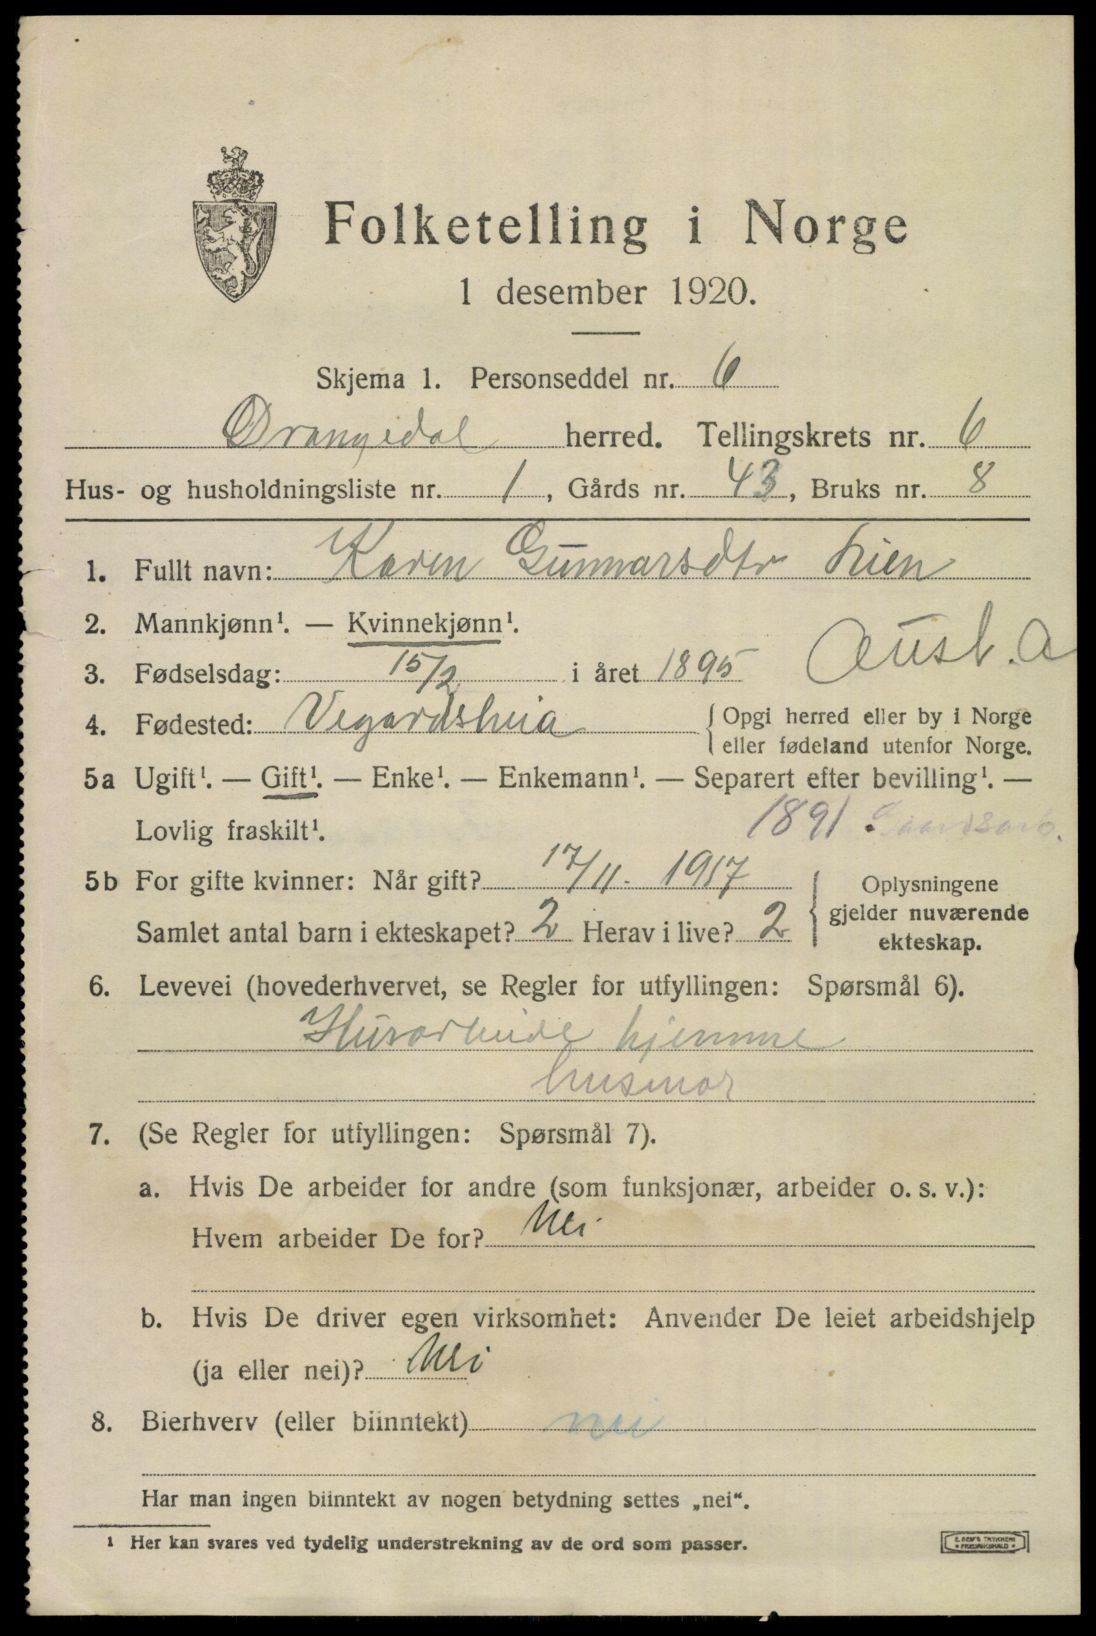 Folketelling i Norge
1 desember 1920.
Skjema 1. Personseddel nr. 6
Drangedal herred. Tellingskrets nr. 6
Hus- og husholdningsliste nr. 1, Gårds nr. 43, Bruks nr. 8
1. Fullt navn: Karen Gunnarsdtr Lien
2. Mannkjønn¹. — Kvinnekjønn¹.
3. Fødselsdag: 15/2 i året 1895 Aust. A
4. Fødested: Vegardsheia {Opgi herred eller by i Norge
eller fødeland utenfor Norge.
5a Ugift¹. — Gift¹. — Enke¹. — Enkemann¹. — Separert efter bevilling¹. —
Lovlig fraskilt¹. 1891
5b For gifte kvinner: Når gift? 17/11. 1917 { Oplysningene
gjelder nuværende
Samlet antal barn i ekteskapet? 2 Herav i live? 2 ekteskap.
6. Levevei (hovederhvervet, se Regler for utfyllingen: Spørsmål 6).
Husarbeide hjemme
husmor
7. (Se Regler for utfyllingen: Spørsmål 7).
a. Hvis De arbeider for andre (som funksjonær, arbeider o. s. v.):
Hvem arbeider De for? Nei
b. Hvis De driver egen virksomhet: Anvender De leiet arbeidshjelp
(ja eller nei)? Nei
8. Bierhverv (eller biinntekt) nei
Har man ingen biinntekt av nogen betydning settes „nei“.
¹ Her kan svares ved tydelig understrekning av de ord som passer.